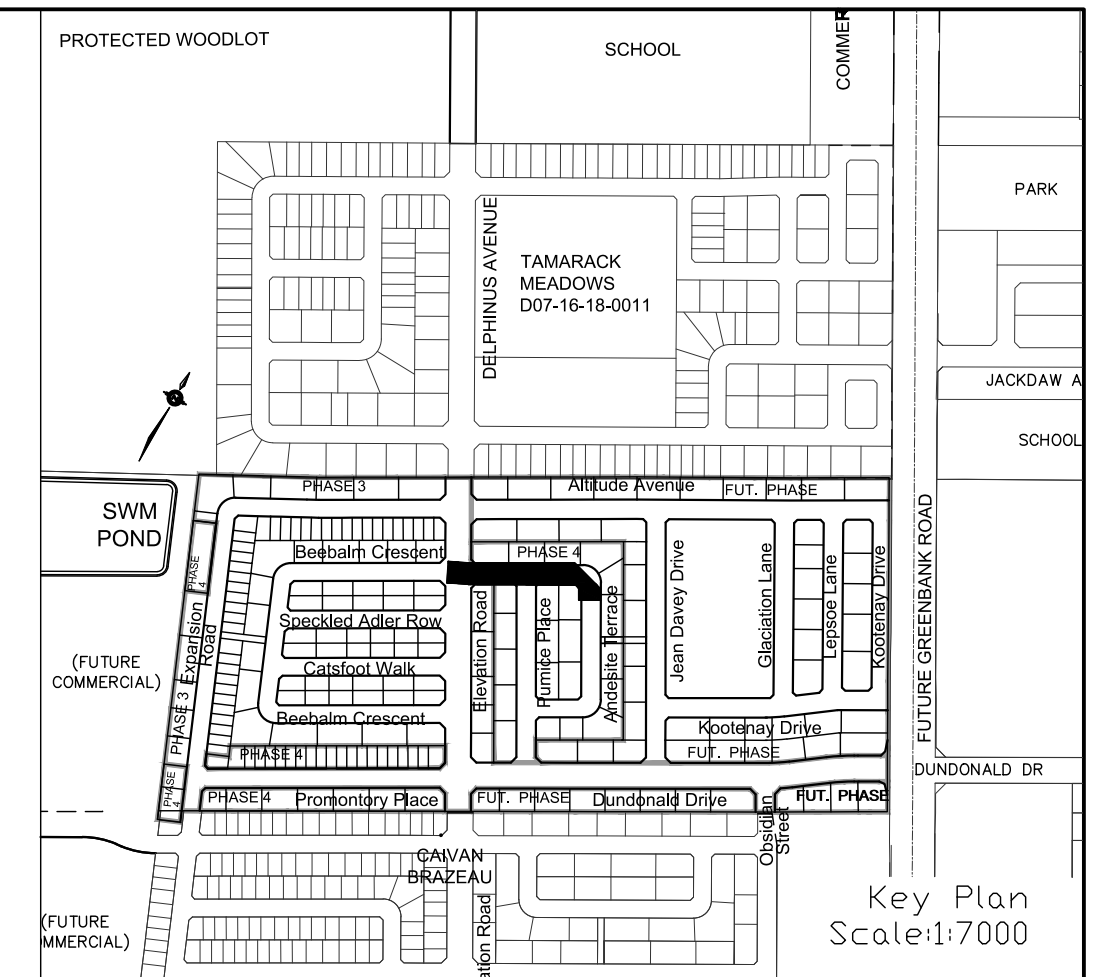 PROTECTED WOODLOT
SCHOOL
COMMER
PARK
DELPHINUS AVENUE
TAMARACK
MEADOWS
D07-16-18-0011
JACKDAW A
SCHOOL
SWM
POND
PHASE 3
Altitude Avenue
FUT. PHASE
Beebalm Crescent
PHASE 4
PHASE
4
Speckled Adler Row
Catsfoot Walk
Beebalm Crescent
Expansion
Road
(FUTURE
COMMERCIAL)
PHASE 3
PHASE 4
Elevation Road
Pumice Place
Andesite Terrace
Jean Davey Drive
Glaciation Lane
Lepsoe Lane
Kootenay Drive
FUTURE GREENBANK ROAD
Kootenay Drive
FUT. PHASE
DUNDONALD DR
PHASE
4
PHASE 4
Promontory Place
FUT. PHASE
Dundonald Drive
FUT. PHASE
Obsidian
Street
CAIVAN
BRAZEAU
(FUTURE
MMERCIAL)
ation Road
Key Plan
Scale:1:7000